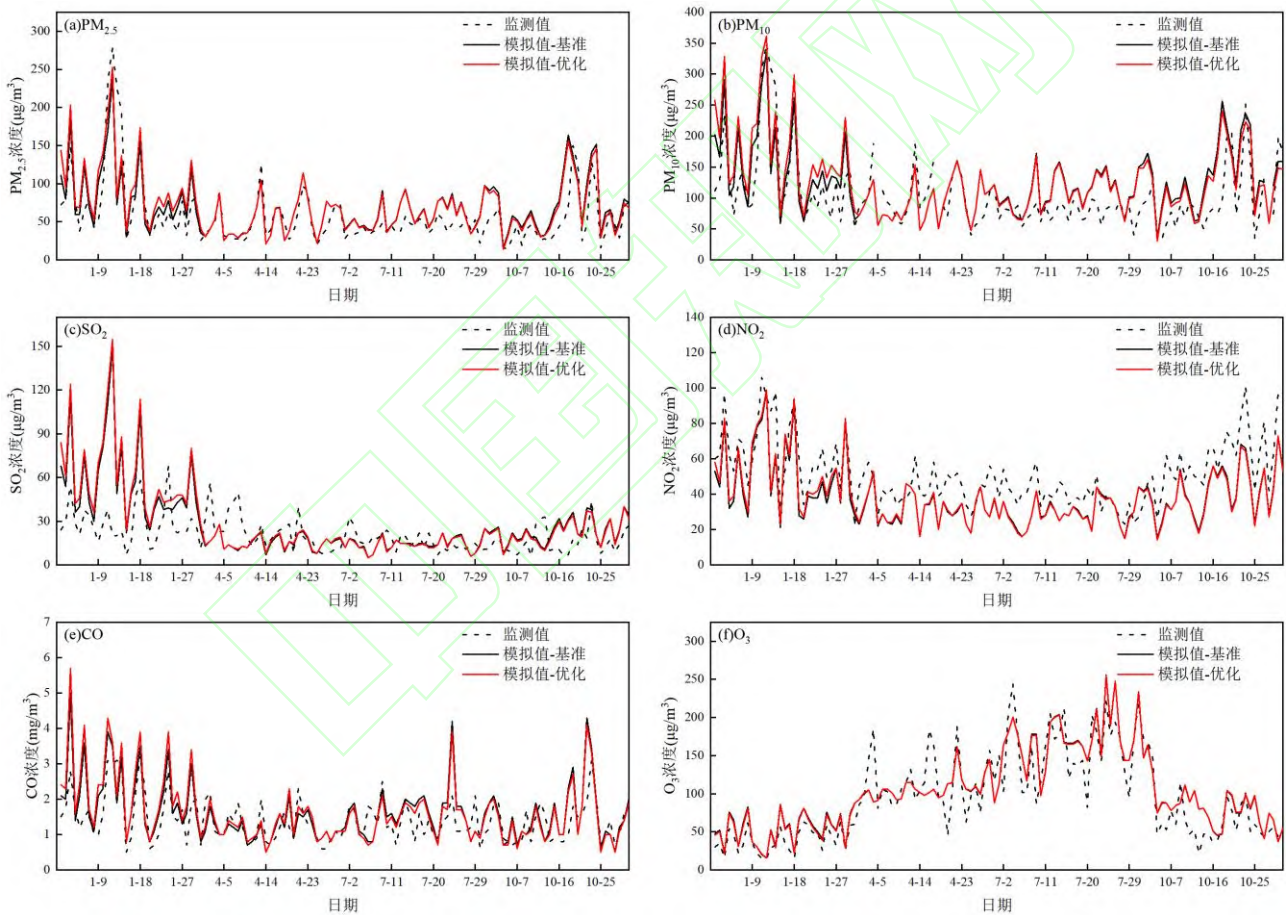 (a)PM2.5
监测值
模拟值-基准
模拟值-优化
PM2.5浓度(μg/m³)
300
250
200
150
100
50
0
1-9 1-18 1-27 4-5 4-14 4-23 7-2 7-11 7-20 7-29 10-7 10-16 10-25
日期
(b)PM10
监测值
模拟值-基准
模拟值-优化
PM10浓度(μg/m³)
400
350
300
250
200
150
100
50
0
1-9 1-18 1-27 4-5 4-14 4-23 7-2 7-11 7-20 7-29 10-7 10-16 10-25
日期
(c)SO2
监测值
模拟值-基准
模拟值-优化
SO2浓度(μg/m³)
150
120
90
60
30
0
1-9 1-18 1-27 4-5 4-14 4-23 7-2 7-11 7-20 7-29 10-7 10-16 10-25
日期
(d)NO2
监测值
模拟值-基准
模拟值-优化
NO2浓度(μg/m³)
140
120
100
80
60
40
20
0
1-9 1-18 1-27 4-5 4-14 4-23 7-2 7-11 7-20 7-29 10-7 10-16 10-25
日期
(e)CO
监测值
模拟值-基准
模拟值-优化
CO浓度(mg/m³)
7
6
5
4
3
2
1
0
1-9 1-18 1-27 4-5 4-14 4-23 7-2 7-11 7-20 7-29 10-7 10-16 10-25
日期
(f)O3
监测值
模拟值-基准
模拟值-优化
O3浓度(μg/m³)
300
250
200
150
100
50
0
1-9 1-18 1-27 4-5 4-14 4-23 7-2 7-11 7-20 7-29 10-7 10-16 10-25
日期